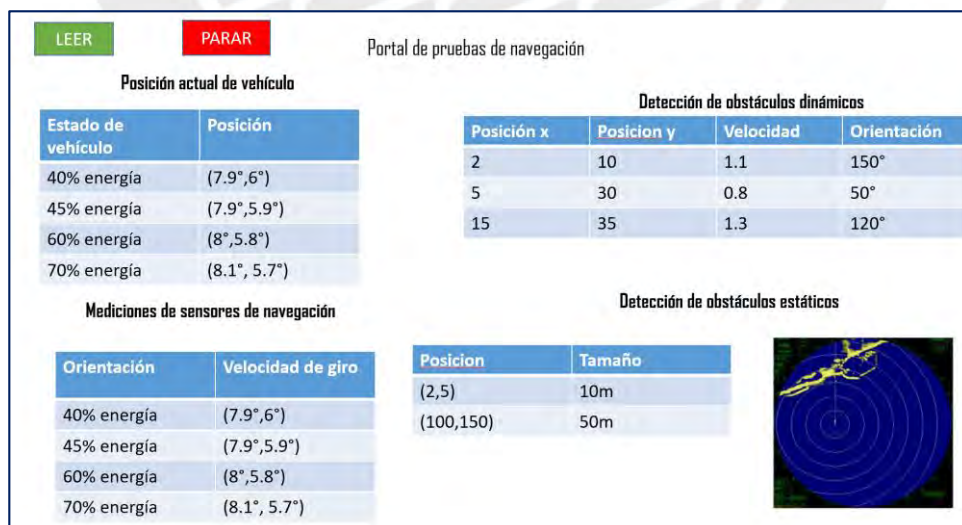 LEER
PARAR
Portal de pruebas de navegación
Posición actual de vehículo
Estado de vehículo Posición
40% energía (7.9°,6°)
45% energía (7.9°,5.9°)
60% energía (8°,5.8°)
70% energía (8.1°, 5.7°)
Detección de obstáculos dinámicos
Posición x Posicion y Velocidad Orientación
2 10 1.1 150°
5 30 0.8 50°
15 35 1.3 120°
Mediciones de sensores de navegación
Orientación Velocidad de giro
40% energía (7.9°,6°)
45% energía (7.9°,5.9°)
60% energía (8°,5.8°)
70% energía (8.1°, 5.7°)
Detección de obstáculos estáticos
Posicion Tamaño
(2,5) 10m
(100,150) 50m